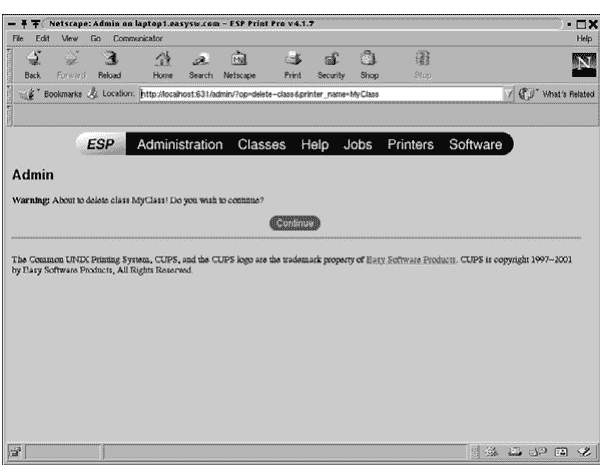 Netscape: Admin on laptop1.easysw.com - ESP Print Pro v4.1.7
File Edit View Go Communicator Help
Back Forward Reload Home Search Netscape Print Security Shop Stop
N
Bookmarks Location: http://localhost:631/admin/?op=delete-class&printer_name=MyClass What's Related
ESP Administration Classes Help Jobs Printers Software
Admin
Warning: About to delete class MyClass! Do you wish to continue?
Continue
The Common UNIX Printing System, CUPS, and the CUPS logo are the trademark property of Easy Software Products. CUPS is copyright 1997-2001
by Easy Software Products, All Rights Reserved.